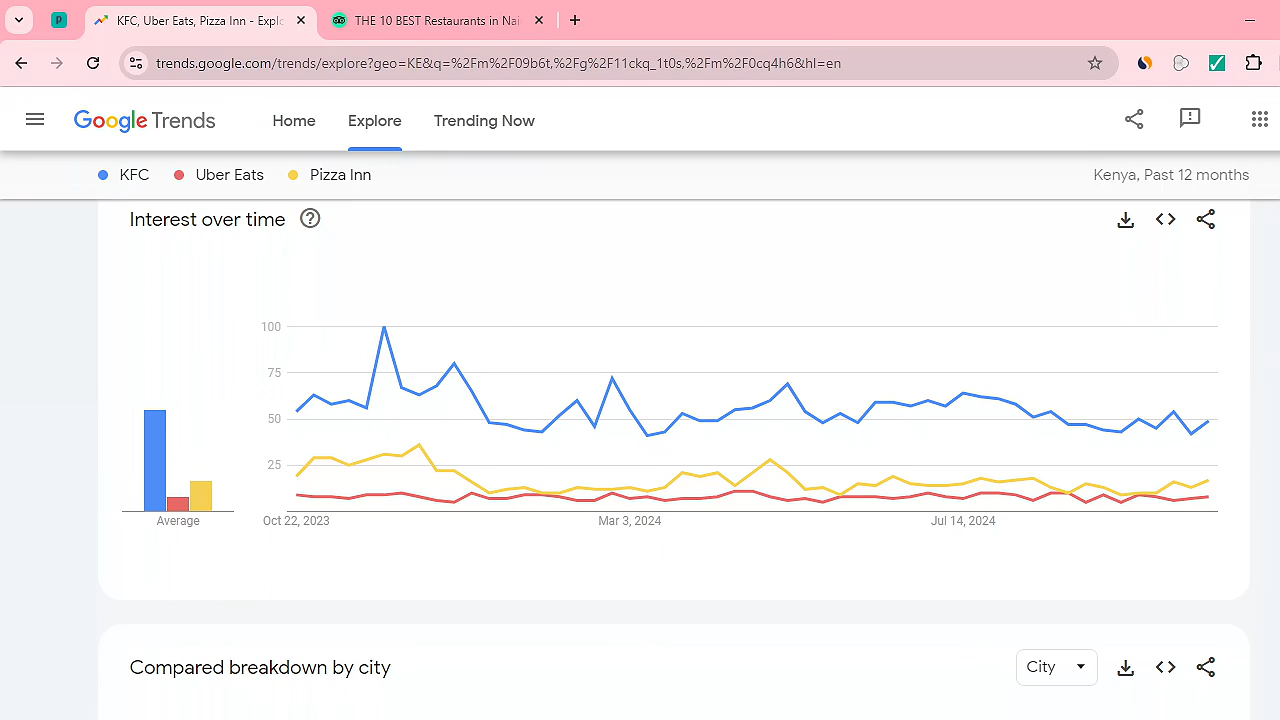 KFC, Uber Eats, Pizza Inn - Explo
THE 10 BEST Restaurants in Nai
trends.google.com/trends/explore?geo=KE&q=%2Fm%2F09b6t,%2Fg%2F11ckq_1t0s,%2Fm%2F0cq4h6&hl=en
Google Trends
Home
Explore
Trending Now
KFC
Uber Eats
Pizza Inn
Kenya, Past 12 months
Interest over time
100
75
50
25
Average
Oct 22, 2023
Mar 3, 2024
Jul 14, 2024
Compared breakdown by city
City